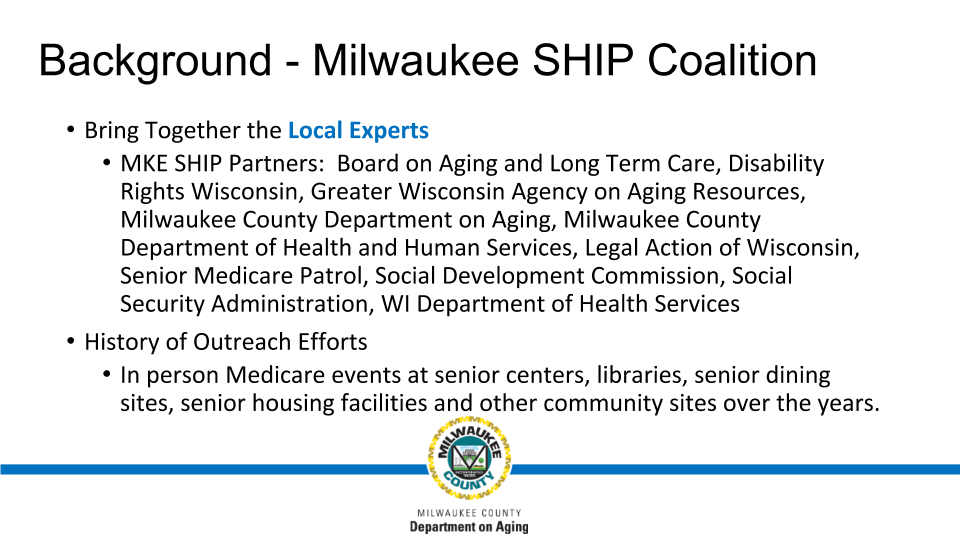 Background - Milwaukee SHIP Coalition
• Bring Together the Local Experts
• MKE SHIP Partners:  Board on Aging and Long Term Care, Disability
Rights Wisconsin, Greater Wisconsin Agency on Aging Resources,
Milwaukee County Department on Aging, Milwaukee County
Department of Health and Human Services, Legal Action of Wisconsin,
Senior Medicare Patrol, Social Development Commission, Social
Security Administration, WI Department of Health Services
• History of Outreach Efforts
• In person Medicare events at senior centers, libraries, senior dining
sites, senior housing facilities and other community sites over the years.
MILWAUKEE
COUNTY
MILWAUKEE COUNTY
Department on Aging